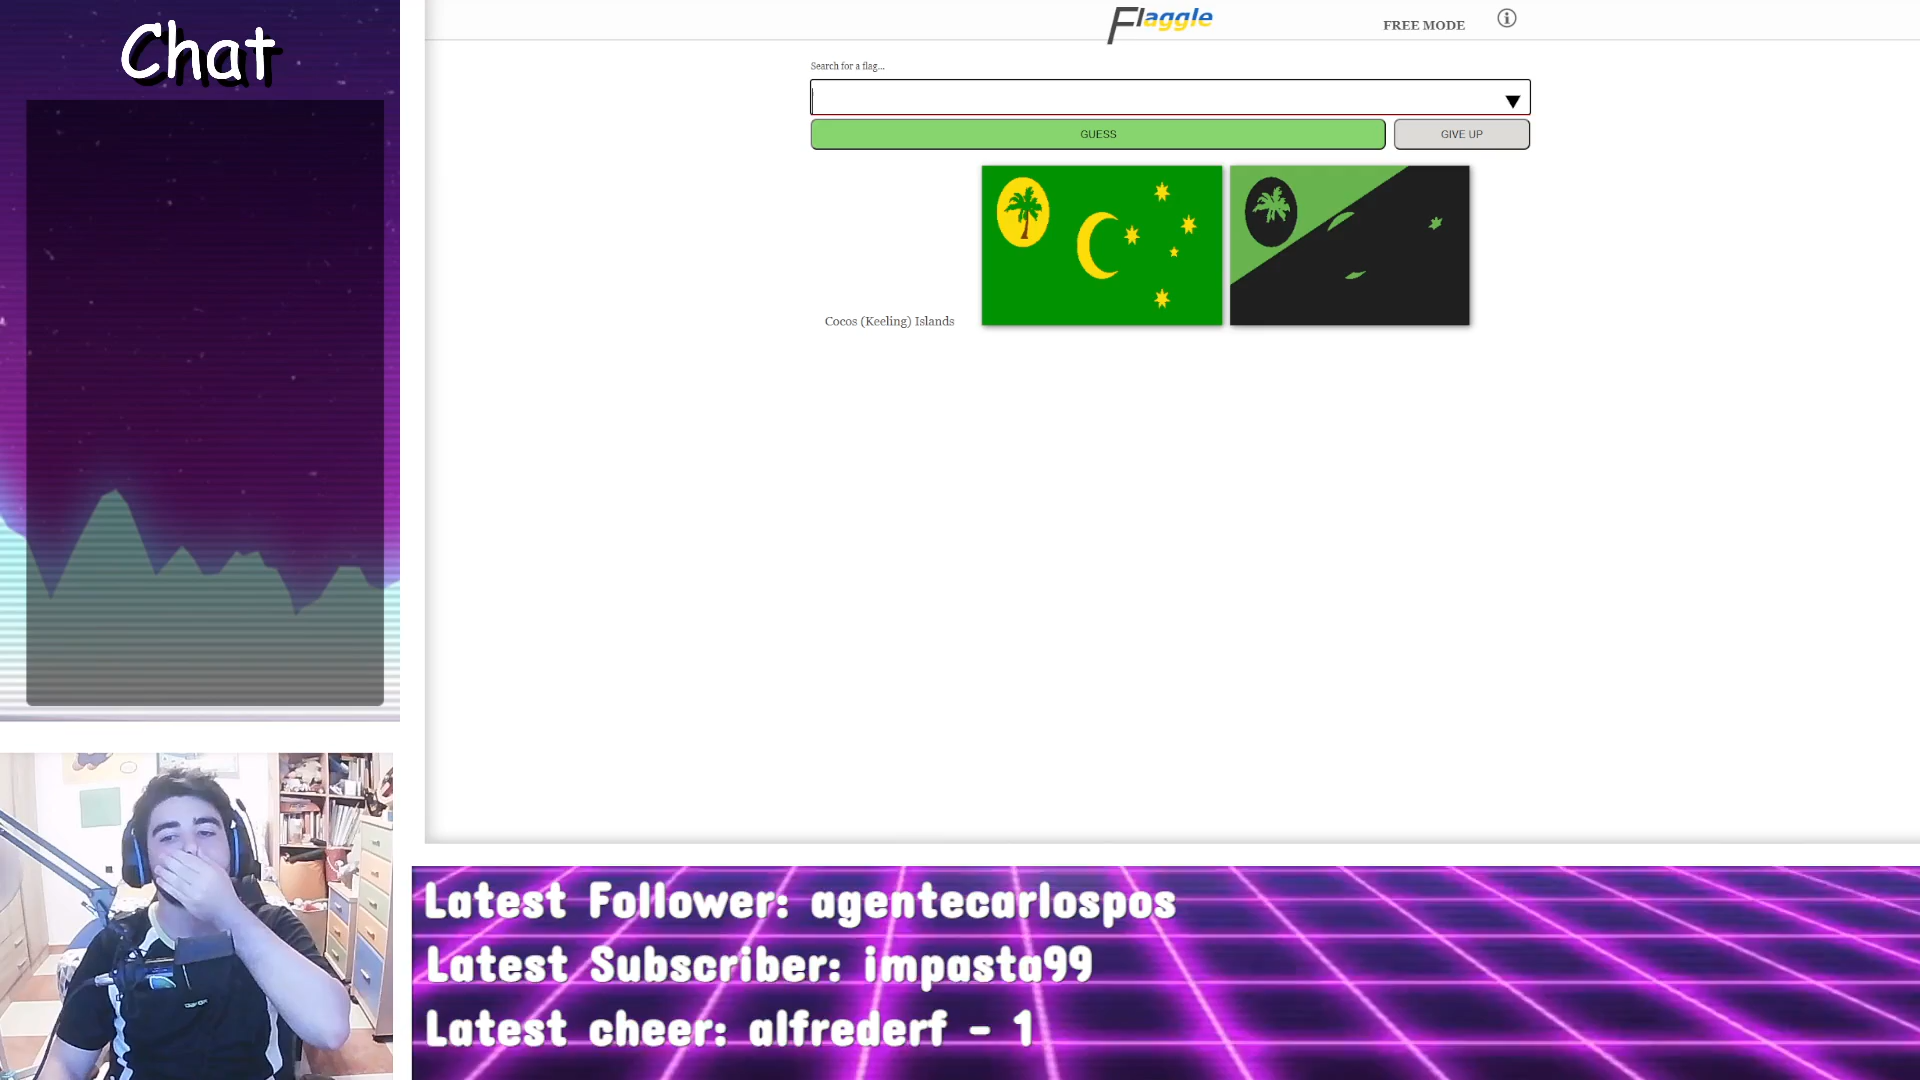 Chat
Flaggle
FREE MODE
Search for a flag...
GUESS
GIVE UP
Cocos (Keeling) Islands
Latest Follower: agentecarlospos
Latest Subscriber: impasta99
Latest cheer: alfrederf - 1